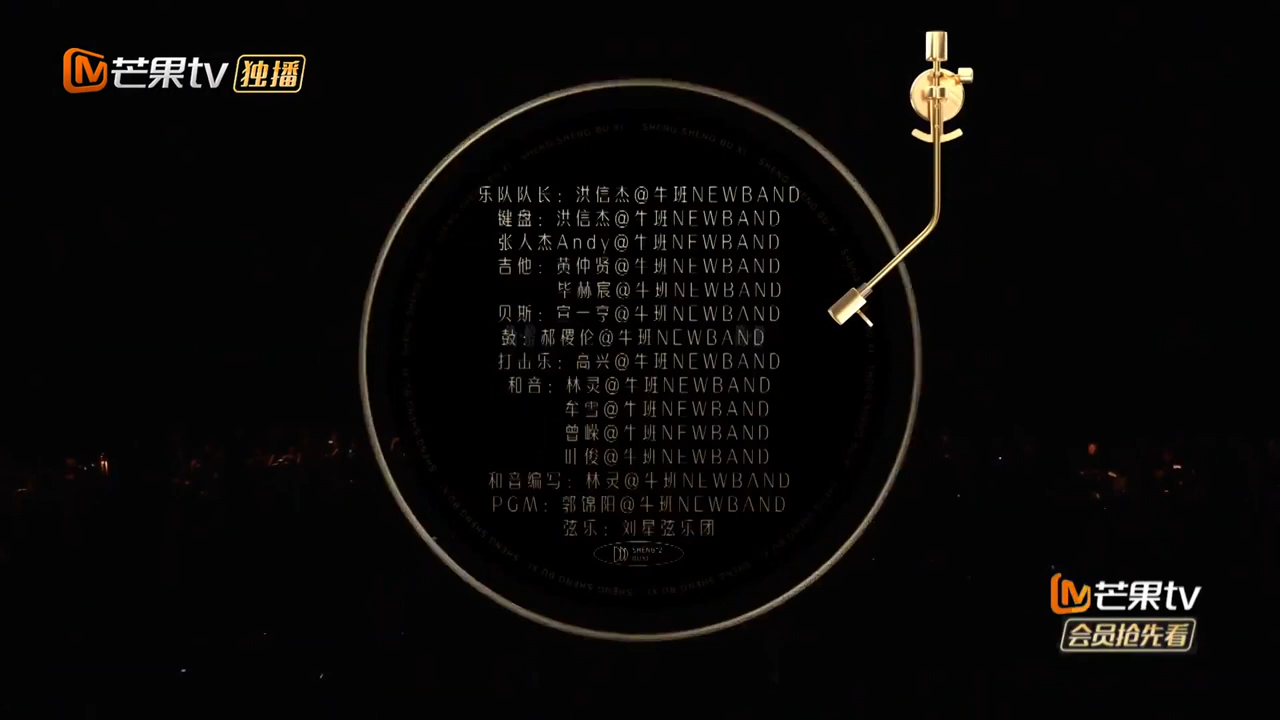 芒果tv 独播
乐队队长：洪信杰@牛班NEWBAND
键盘：洪信杰@牛班NEWBAND
张人杰Andy@牛班NEWBAND
吉他：黄仲贤@牛班NEWBAND
毕赫宸@牛班NEWBAND
贝斯：宫一亨@牛班NEWBAND
鼓：郝稷伦@牛班NEWBAND
打击乐：高兴@牛班NEWBAND
和音：林灵@牛班NEWBAND
牟雪@牛班NEWBAND
曾嵘@牛班NEWBAND
叶俊@牛班NEWBAND
和音编写：林灵@牛班NEWBAND
PGM：郭锦阳@牛班NEWBAND
弦乐：刘星弦乐团
芒果tv
会员抢先看